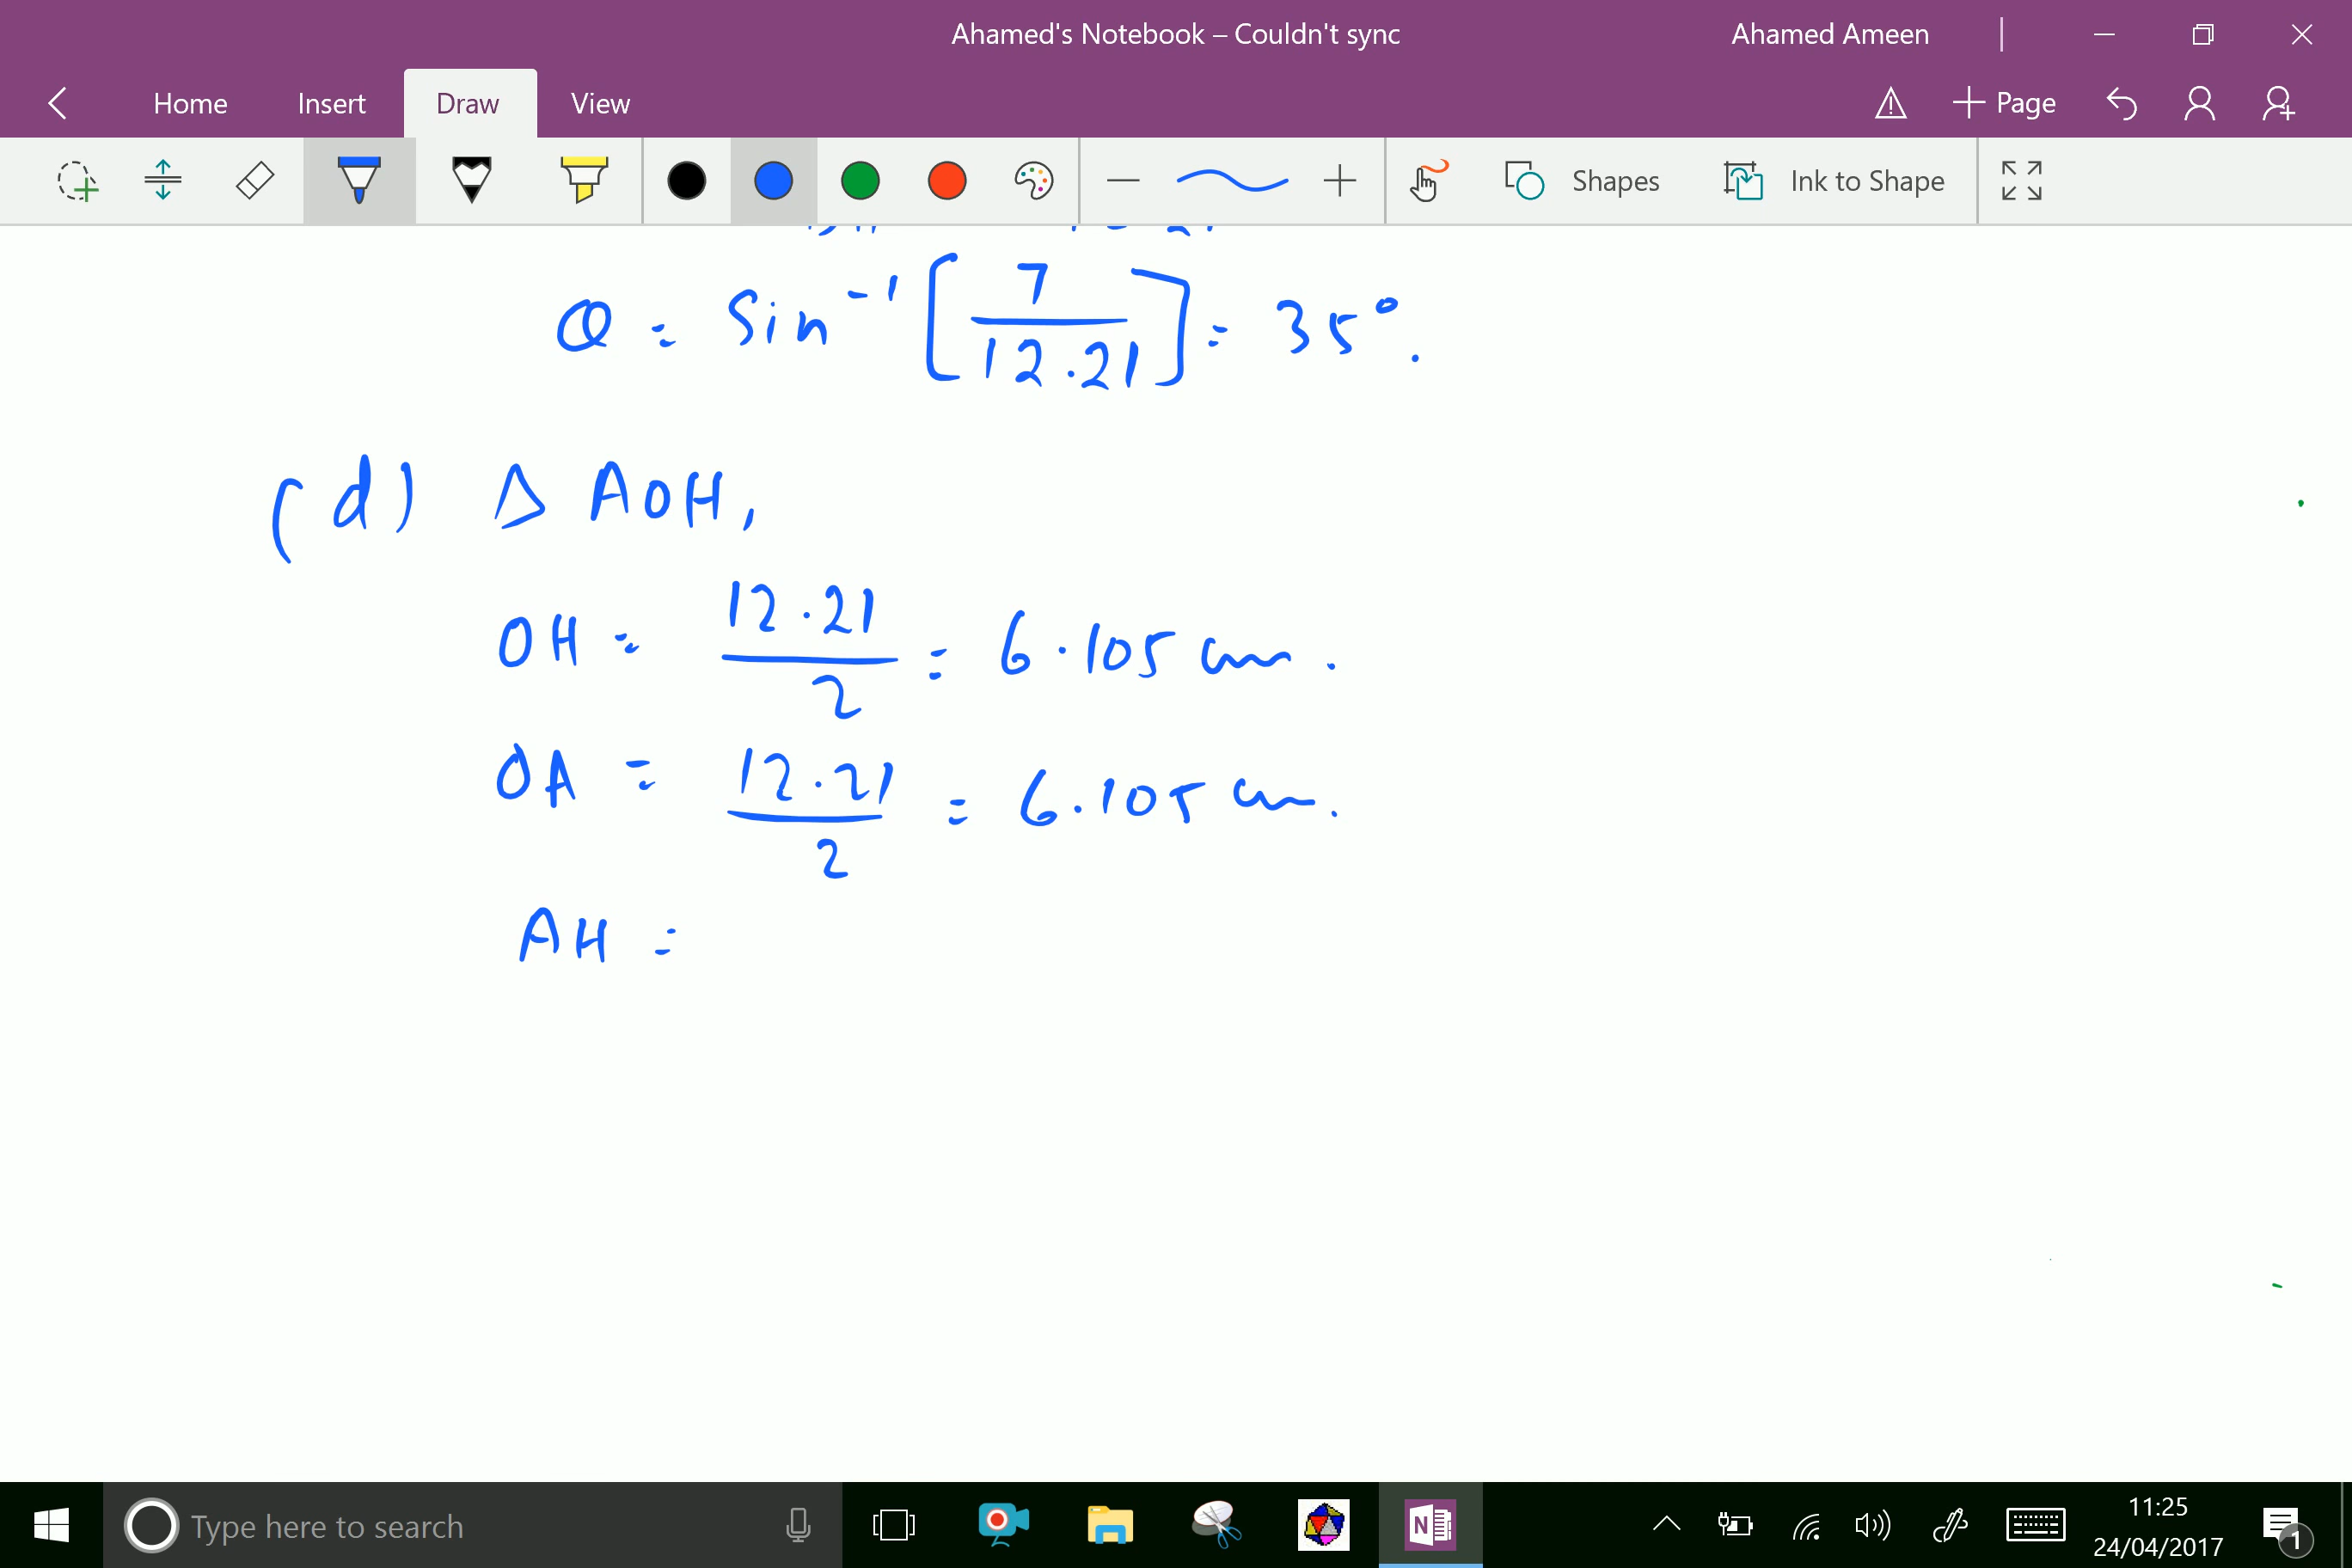 Ahamed's Notebook – Couldn't sync
Ahamed Ameen
Home Insert Draw View
Page
Shapes
Ink to Shape
θ = Sin⁻¹ [7/12.21] = 35°.
(d) Δ AOH,
OH = 12.21/2 = 6.105 cm.
OA = 12.21/2 = 6.105 cm.
AH =
Type here to search
N
11:25
24/04/2017
1